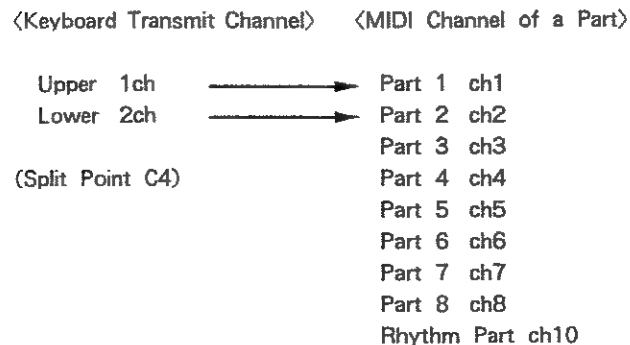 〈Keyboard Transmit Channel〉 〈MIDI Channel of a Part〉
Upper 1ch Part 1 ch1
Lower 2ch Part 2 ch2
Part 3 ch3
(Split Point C4) Part 4 ch4
Part 5 ch5
Part 6 ch6
Part 7 ch7
Part 8 ch8
Rhythm Part ch10